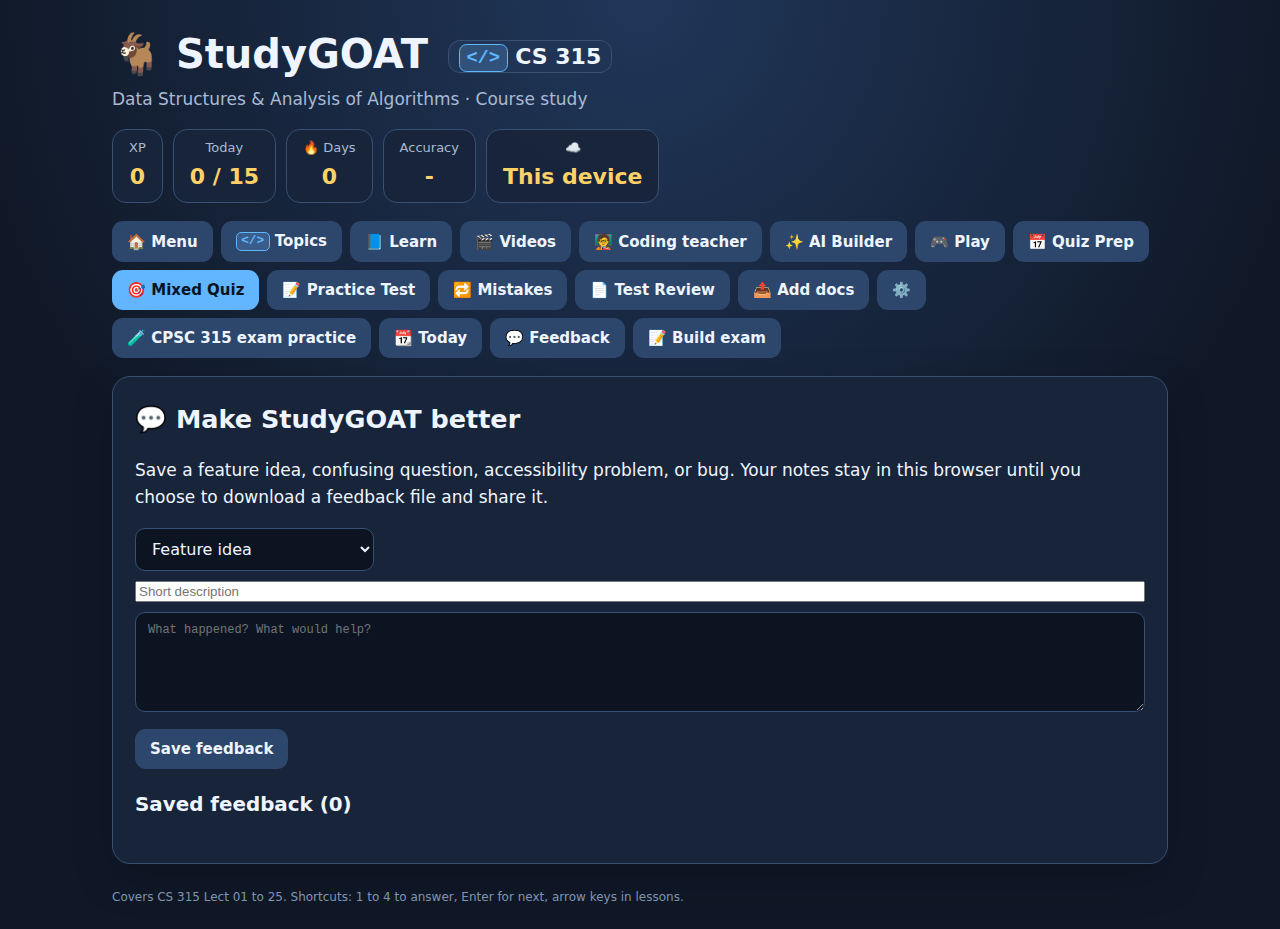 🐐 StudyGOAT </> CS 315
Data Structures & Analysis of Algorithms · Course study
XP Today 🔥 Days Accuracy ☁️
0 0 / 15 0 - This device
🏠 Menu </> Topics 📘 Learn 🎬 Videos 🧑‍🏫 Coding teacher ✨ AI Builder 🎮 Play 📅 Quiz Prep
🎯 Mixed Quiz 📝 Practice Test 🔁 Mistakes 📄 Test Review 📤 Add docs ⚙️
🧪 CPSC 315 exam practice 📆 Today 💬 Feedback 📝 Build exam
💬 Make StudyGOAT better
Save a feature idea, confusing question, accessibility problem, or bug. Your notes stay in this browser until you
choose to download a feedback file and share it.
Feature idea
Short description
What happened? What would help?
Save feedback
Saved feedback (0)
Covers CS 315 Lect 01 to 25. Shortcuts: 1 to 4 to answer, Enter for next, arrow keys in lessons.